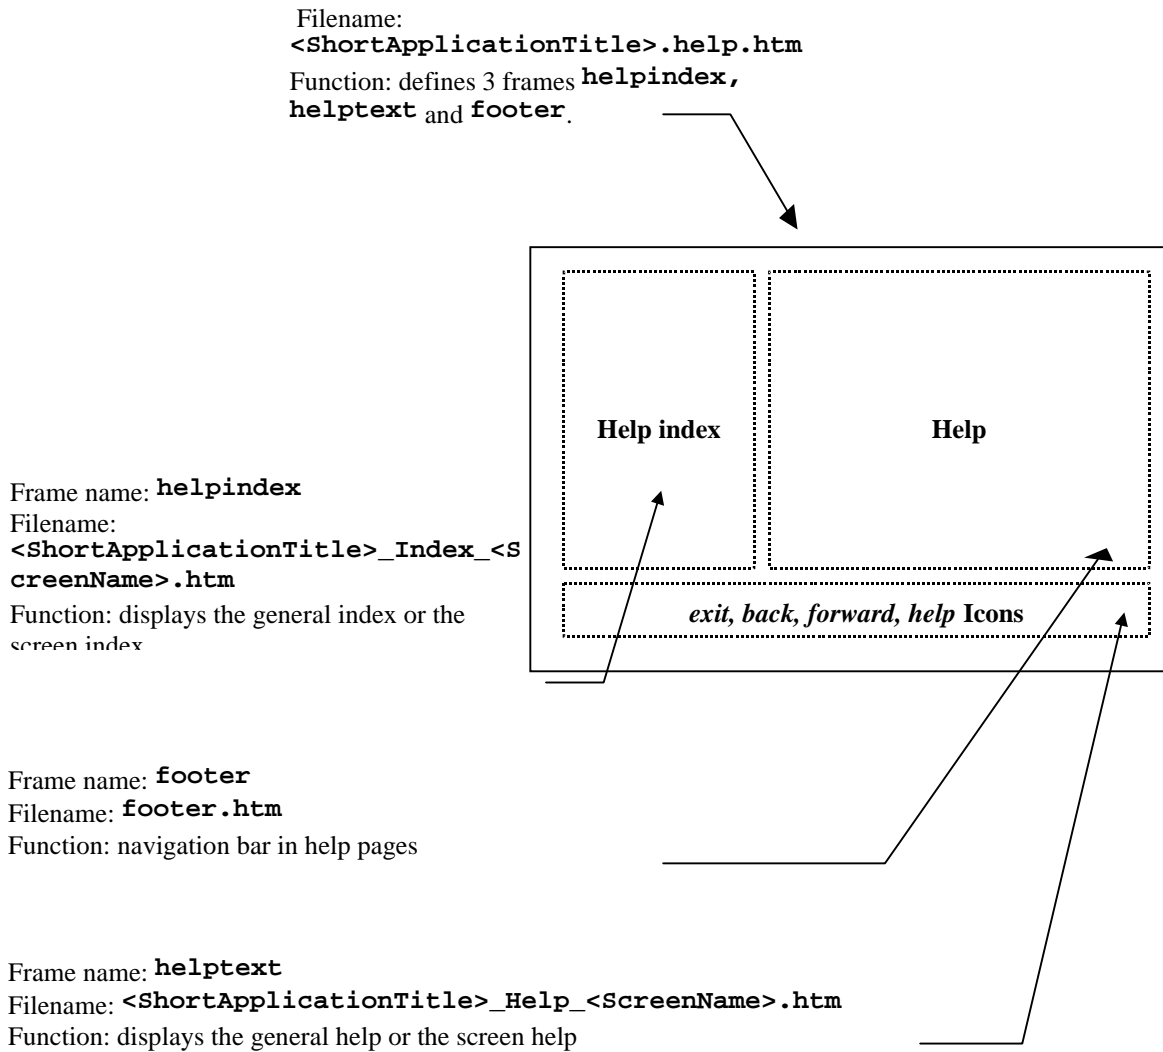 Filename:
<ShortApplicationTitle>.help.htm
Function: defines 3 frames helpindex,
helptext and footer.
Help index
Help
exit, back, forward, help Icons
Frame name: helpindex
Filename:
<ShortApplicationTitle>_Index_<S
creenName>.htm
Function: displays the general index or the
screen index
Frame name: footer
Filename: footer.htm
Function: navigation bar in help pages
Frame name: helptext
Filename: <ShortApplicationTitle>_Help_<ScreenName>.htm
Function: displays the general help or the screen help